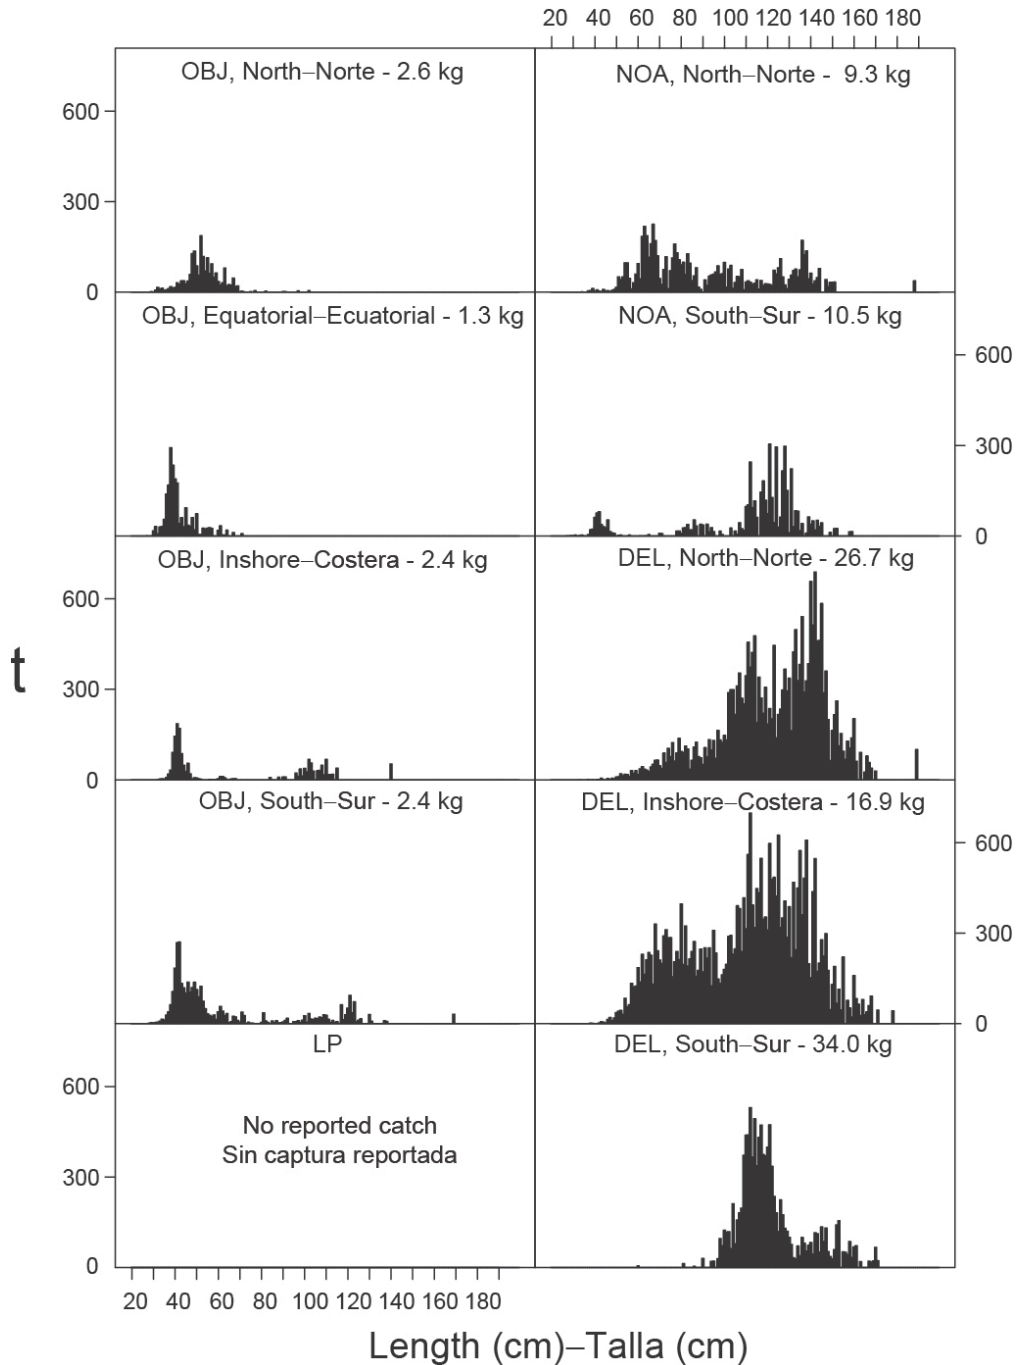 20 40 60 80 100 120 140 160 180
OBJ, North–Norte - 2.6 kg
NOA, North–Norte - 9.3 kg
600
300
0
OBJ, Equatorial–Ecuatorial - 1.3 kg
NOA, South–Sur - 10.5 kg
600
300
0
OBJ, Inshore–Costera - 2.4 kg
DEL, North–Norte - 26.7 kg
600
300
0
t
OBJ, South–Sur - 2.4 kg
DEL, Inshore–Costera - 16.9 kg
600
300
0
LP
DEL, South–Sur - 34.0 kg
600
No reported catch
Sin captura reportada
300
0
20 40 60 80 100 120 140 160 180
Length (cm)–Talla (cm)